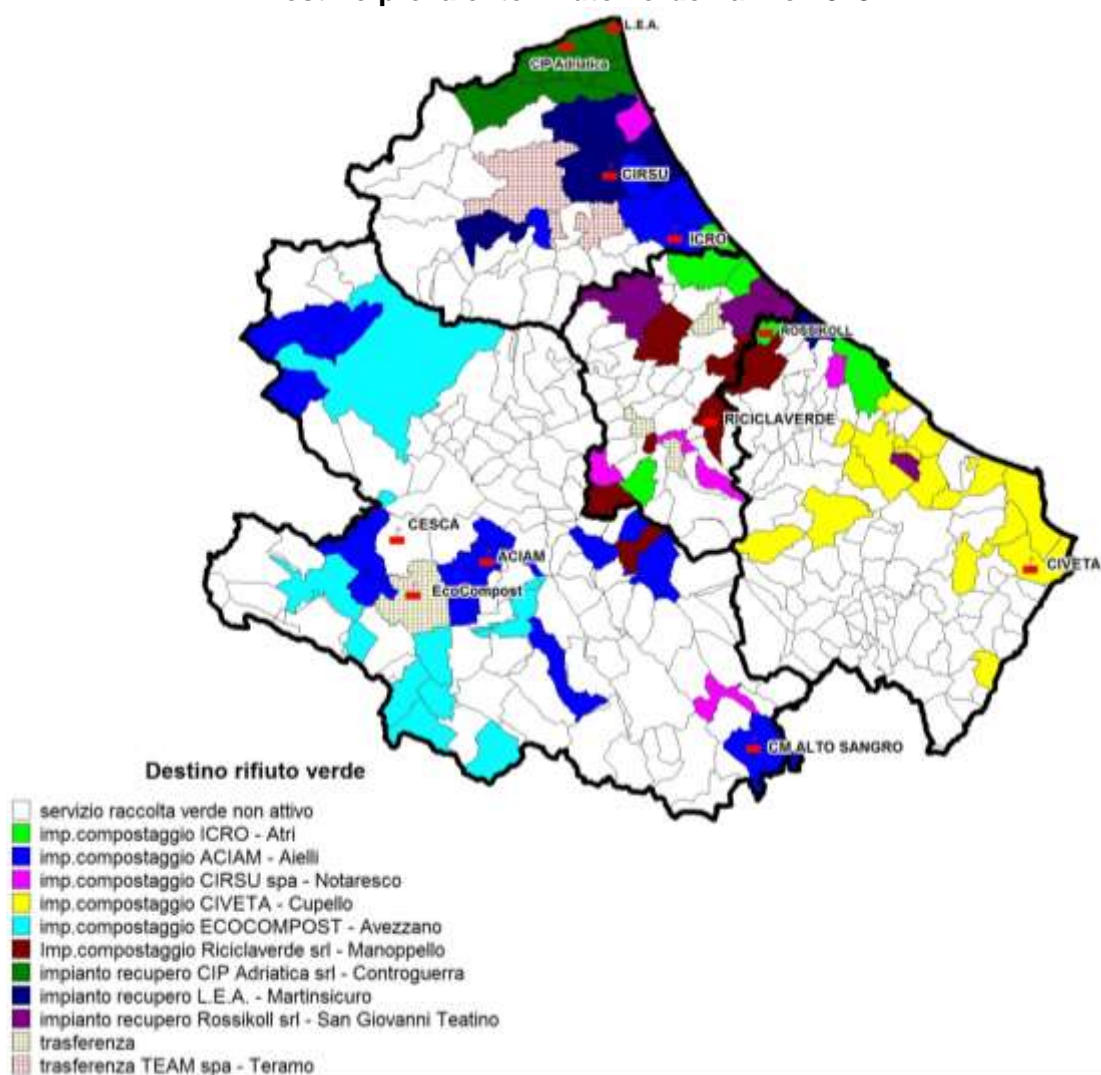 L.E.A.
CIP Adriatica
CIRSU
ICRO
ROSSIKOLL
RICICLAVERDE
CESCA
ACIAM
EcoCompost
CIVETA
CM ALTO SANGRO
Destino rifiuto verde
servizio raccolta verde non attivo
imp.compostaggio ICRO - Atri
imp.compostaggio ACIAM - Aielli
imp.compostaggio CIRSU spa - Notaresco
imp.compostaggio CIVETA - Cupello
imp.compostaggio ECOCOMPOST - Avezzano
Imp.compostaggio Riciclaverde srl - Manoppello
impianto recupero CIP Adriatica srl - Controguerra
impianto recupero L.E.A. - Martinsicuro
impianto recupero Rossikoll srl - San Giovanni Teatino
trasferenza
trasferenza TEAM spa - Teramo